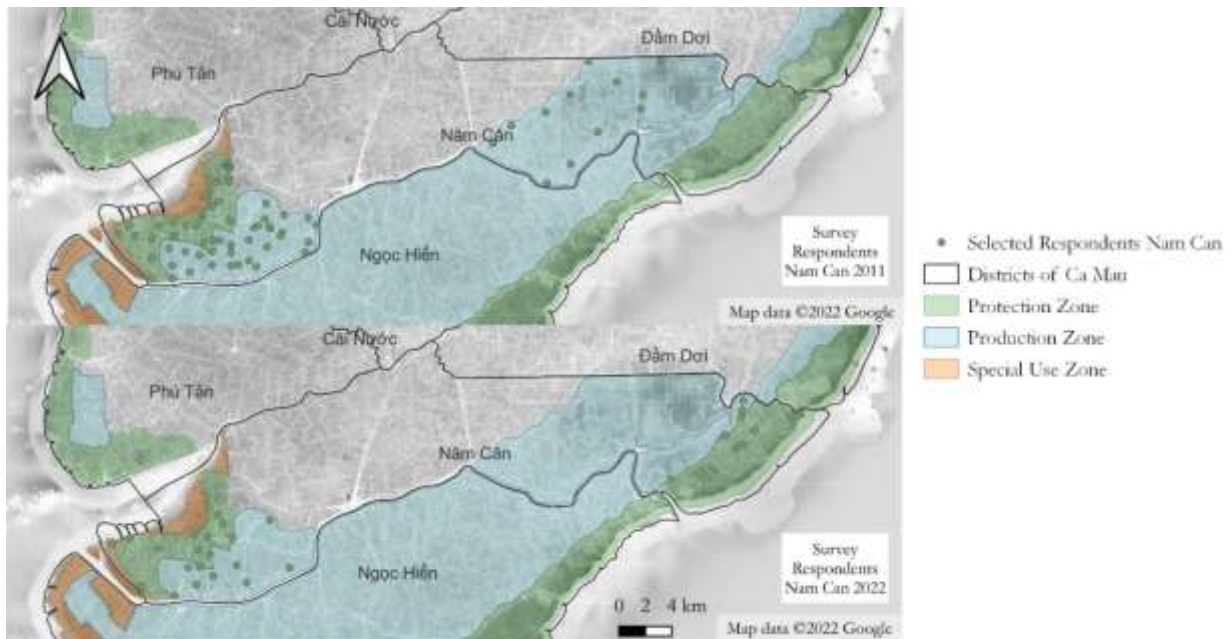 Cái Nước
Đầm Dơi
Phú Tân
Năm Căn
Ngọc Hiển
Survey
Respondents
Nam Can 2011
Map data ©2022 Google
Cái Nước
Đầm Dơi
Phú Tân
Năm Căn
Ngọc Hiển
Survey
Respondents
Nam Can 2022
0 2 4 km
Map data ©2022 Google
Selected Respondents Nam Can
Districts of Ca Mau
Protection Zone
Production Zone
Special Use Zone